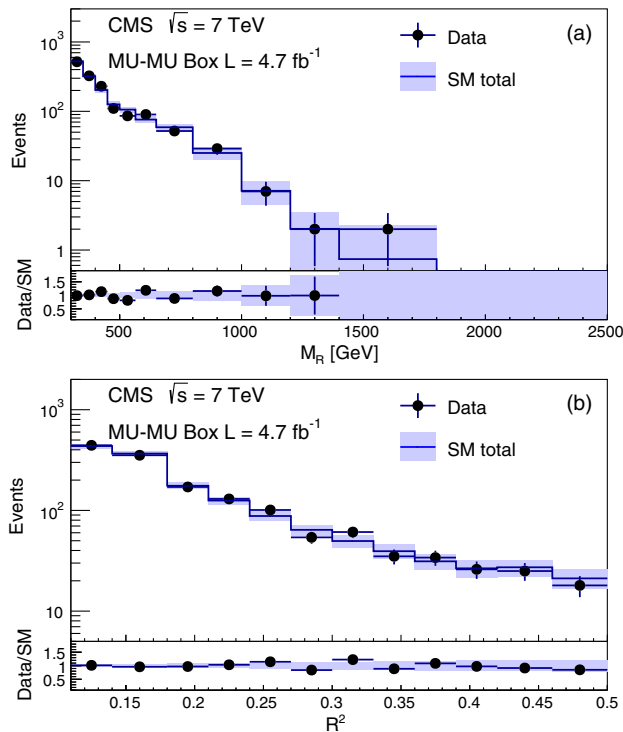 CMS √s = 7 TeV
(a)
MU-MU Box L = 4.7 fb⁻¹
Data
SM total
Events
10³
10²
10
1
Data/SM
1.5
1
0.5
500 1000 1500 2000 2500
M_R [GeV]
CMS √s = 7 TeV
(b)
MU-MU Box L = 4.7 fb⁻¹
Data
SM total
Events
10³
10²
10
Data/SM
1.5
1
0.5
0.15 0.2 0.25 0.3 0.35 0.4 0.45 0.5
R²